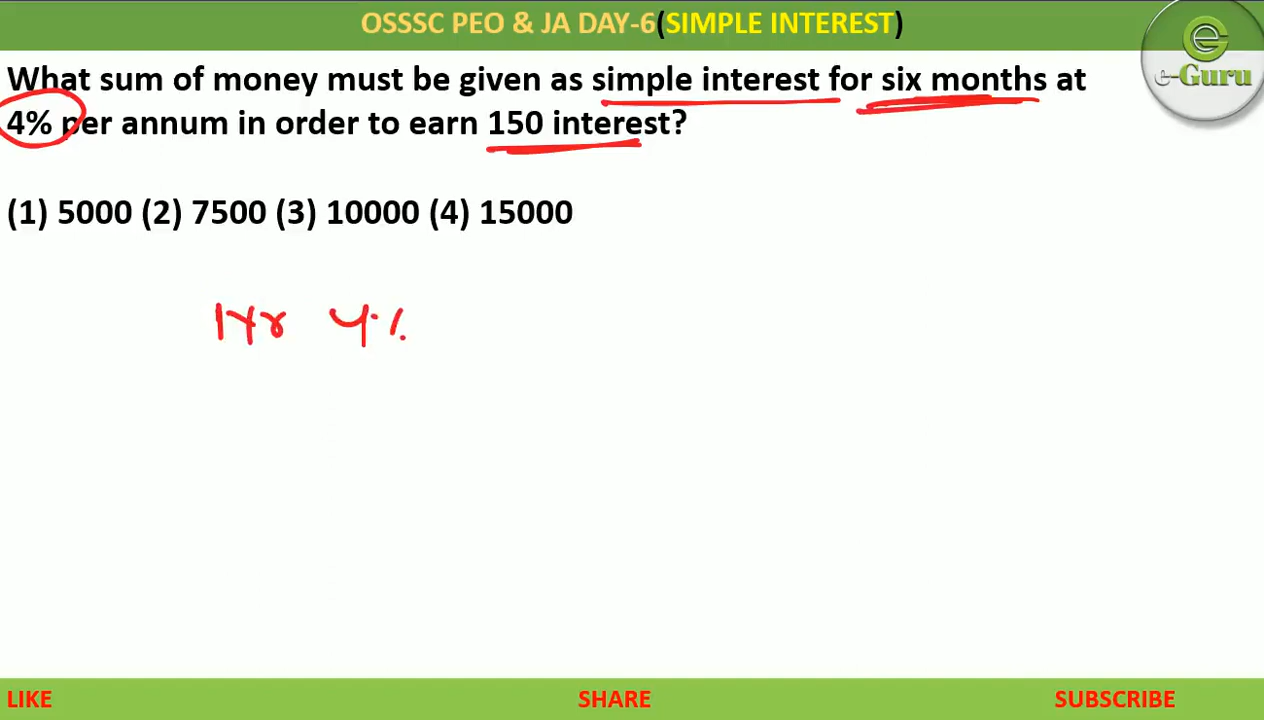 OSSSC PEO & JA DAY-6(SIMPLE INTEREST)
e-Guru
What sum of money must be given as simple interest for six months at
4% per annum in order to earn 150 interest?
(1) 5000 (2) 7500 (3) 10000 (4) 15000
1Yr 4%
LIKE SHARE SUBSCRIBE